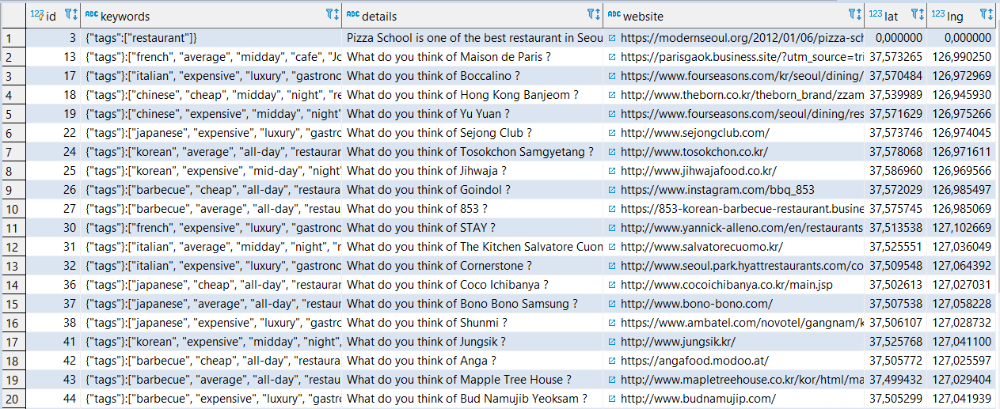 123 id ABC keywords ABC details ABC website 123 lat 123 lng
1 3 {"tags":["restaurant"]} Pizza School is one of the best restaurant in Seou https://modernseoul.org/2012/01/06/pizza-sch 0,000000 0,000000
2 13 {"tags"}:["french", "average", "midday", "cafe", "Jo What do you think of Maison de Paris ? https://parisgaok.business.site/?utm_source=tri 37,573265 126,990250
3 17 {"tags"}:["italian", "expensive", "luxury", "gastrono What do you think of Boccalino ? https://www.fourseasons.com/kr/seoul/dining/ 37,570484 126,972969
4 18 {"tags"}:["chinese", "cheap", "midday", "night", "re What do you think of Hong Kong Banjeom ? http://www.theborn.co.kr/theborn_brand/zzam 37,539989 126,945930
5 19 {"tags"}:["chinese", "expensive", "midday", "night" What do you think of Yu Yuan ? https://www.fourseasons.com/seoul/dining/res 37,571629 126,975266
6 22 {"tags"}:["japanese", "expensive", "luxury", "gastr What do you think of Sejong Club ? http://www.sejongclub.com/ 37,573746 126,974045
7 24 {"tags"}:["korean", "average", "all-day", "restauran What do you think of Tosokchon Samgyetang ? http://www.tosokchon.co.kr/ 37,578068 126,971611
8 25 {"tags"}:["korean", "expensive", "mid-day", "night" What do you think of Jihwaja ? http://www.jihwajafood.co.kr/ 37,586960 126,969566
9 26 {"tags"}:["barbecue", "cheap", "all-day", "restaura What do you think of Goindol ? https://www.instagram.com/bbq_853 37,572029 126,985497
10 27 {"tags"}:["barbecue", "average", "all-day", "restau What do you think of 853 ? https://853-korean-barbecue-restaurant.busine 37,575745 126,985069
11 30 {"tags"}:["french", "expensive", "luxury", "gastronc What do you think of STAY ? http://www.yannick-alleno.com/en/restaurants 37,513538 127,102669
12 31 {"tags"}:["italian", "average", "midday", "night", "r What do you think of The Kitchen Salvatore Cuon http://www.salvatorecuomo.kr/ 37,525551 127,036049
13 32 {"tags"}:["french", "expensive", "luxury", "gastronc What do you think of Cornerstone ? http://www.seoul.park.hyattrestaurants.com/co 37,509548 127,064392
14 36 {"tags"}:["japanese", "cheap", "all-day", "restauran What do you think of Coco Ichibanya ? http://www.cocoichibanya.co.kr/main.jsp 37,502613 127,027031
15 37 {"tags"}:["japanese", "average", "all-day", "restaur What do you think of Bono Bono Samsung ? http://www.bono-bono.com/ 37,507538 127,058228
16 38 {"tags"}:["japanese", "expensive", "luxury", "gastrc What do you think of Shunmi ? https://www.ambatel.com/novotel/gangnam/k 37,506107 127,028732
17 41 {"tags"}:["korean", "expensive", "midday", "night", What do you think of Jungsik ? http://www.jungsik.kr/ 37,525768 127,041100
18 42 {"tags"}:["barbecue", "cheap", "all-day", "restaura What do you think of Anga ? https://angafood.modoo.at/ 37,505772 127,025597
19 43 {"tags"}:["barbecue", "average", "all-day", "restau What do you think of Mapple Tree House ? http://www.mapletreehouse.co.kr/kor/html/ma 37,499432 127,029404
20 44 {"tags"}:["barbecue", "expensive", "luxury", "gastr What do you think of Bud Namujib Yeoksam ? http://www.budnamujip.com/ 37,505299 127,041939